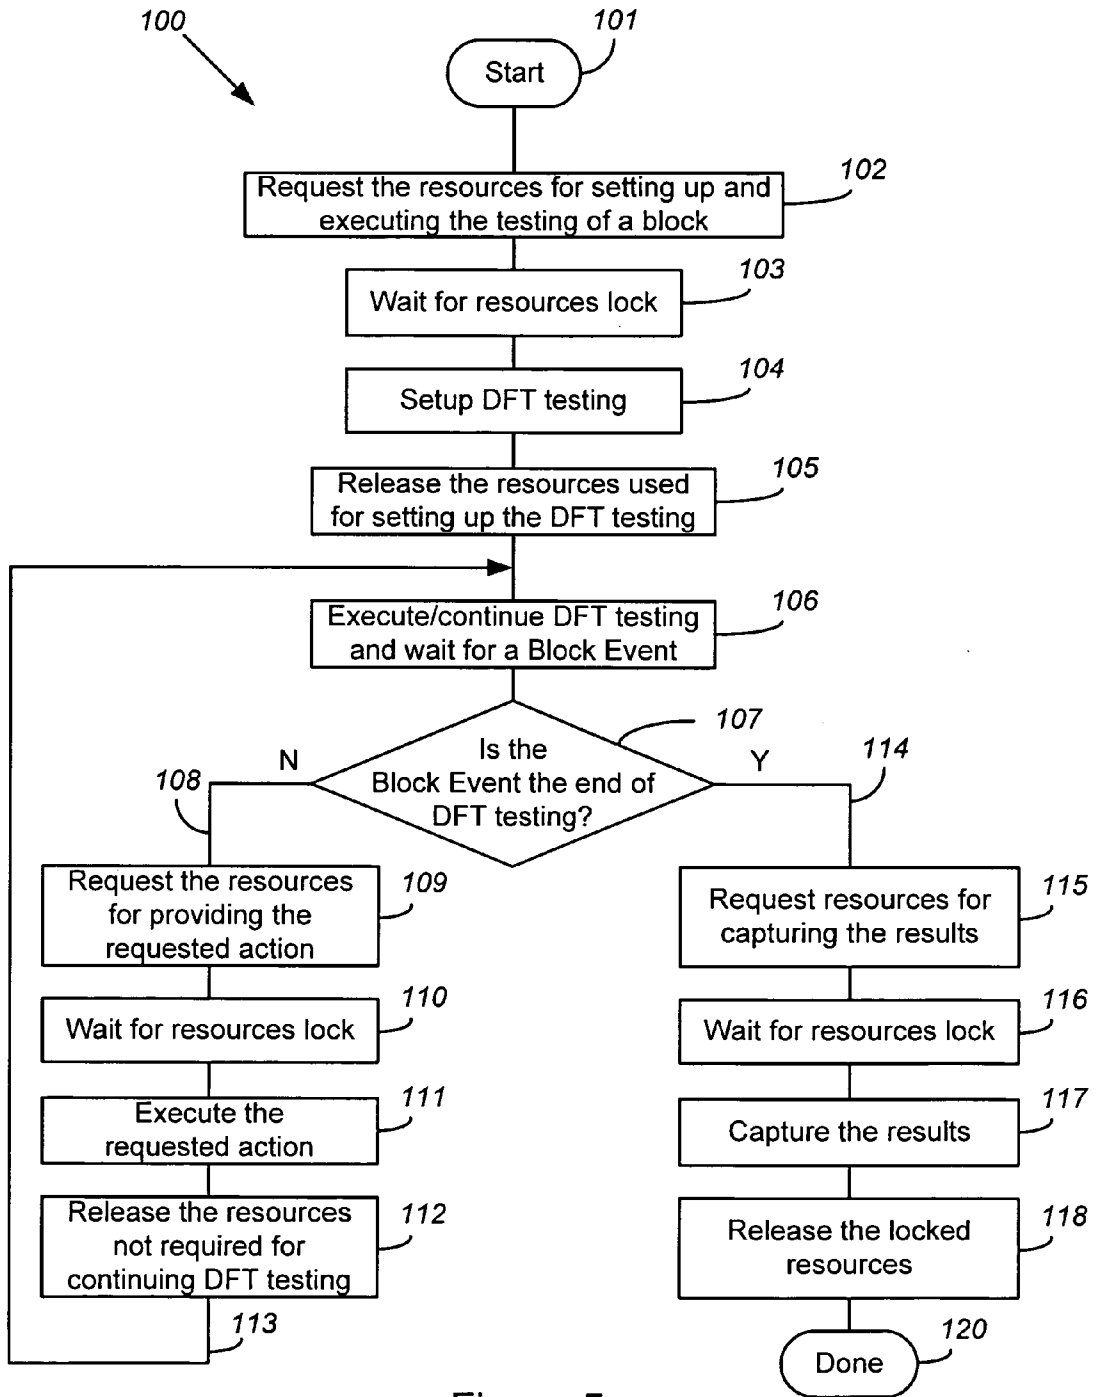 100
101
Start
102
Request the resources for setting up and
executing the testing of a block
103
Wait for resources lock
104
Setup DFT testing
105
Release the resources used
for setting up the DFT testing
106
Execute/continue DFT testing
and wait for a Block Event
107
Is the
Block Event the end of
DFT testing?
N
Y
108
114
Request the resources
for providing the
requested action
109
Request resources for
capturing the results
115
Wait for resources lock
110
Wait for resources lock
116
Execute the
requested action
111
Capture the results
117
Release the resources
not required for
continuing DFT testing
112
Release the locked
resources
118
113
Done
120